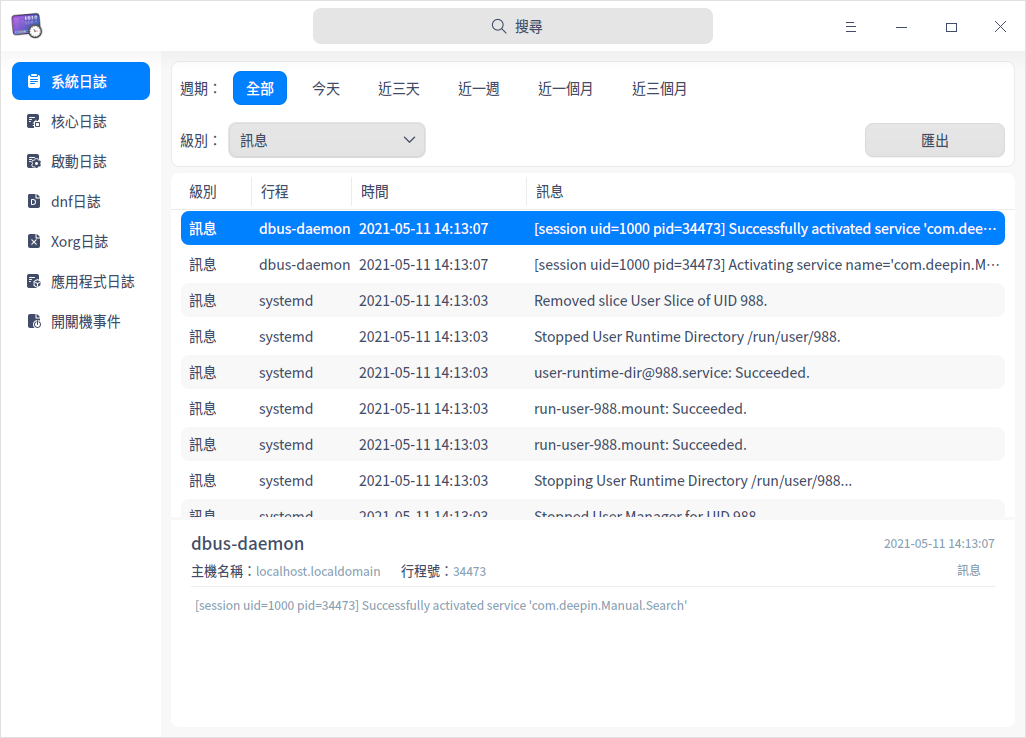 搜尋
系統日誌
核心日誌
啟動日誌
dnf日誌
Xorg日誌
應用程式日誌
開關機事件
週期： 全部 今天 近三天 近一週 近一個月 近三個月
級別： 訊息 匯出
級別 行程 時間 訊息
訊息 dbus-daemon 2021-05-11 14:13:07 [session uid=1000 pid=34473] Successfully activated service 'com.dee…
訊息 dbus-daemon 2021-05-11 14:13:07 [session uid=1000 pid=34473] Activating service name='com.deepin.M…
訊息 systemd 2021-05-11 14:13:03 Removed slice User Slice of UID 988.
訊息 systemd 2021-05-11 14:13:03 Stopped User Runtime Directory /run/user/988.
訊息 systemd 2021-05-11 14:13:03 user-runtime-dir@988.service: Succeeded.
訊息 systemd 2021-05-11 14:13:03 run-user-988.mount: Succeeded.
訊息 systemd 2021-05-11 14:13:03 run-user-988.mount: Succeeded.
訊息 systemd 2021-05-11 14:13:03 Stopping User Runtime Directory /run/user/988...
訊息 systemd 2021-05-11 14:13:03 Stopped User Manager for UID 988.
dbus-daemon 2021-05-11 14:13:07
主機名稱：localhost.localdomain 行程號：34473 訊息
[session uid=1000 pid=34473] Successfully activated service 'com.deepin.Manual.Search'